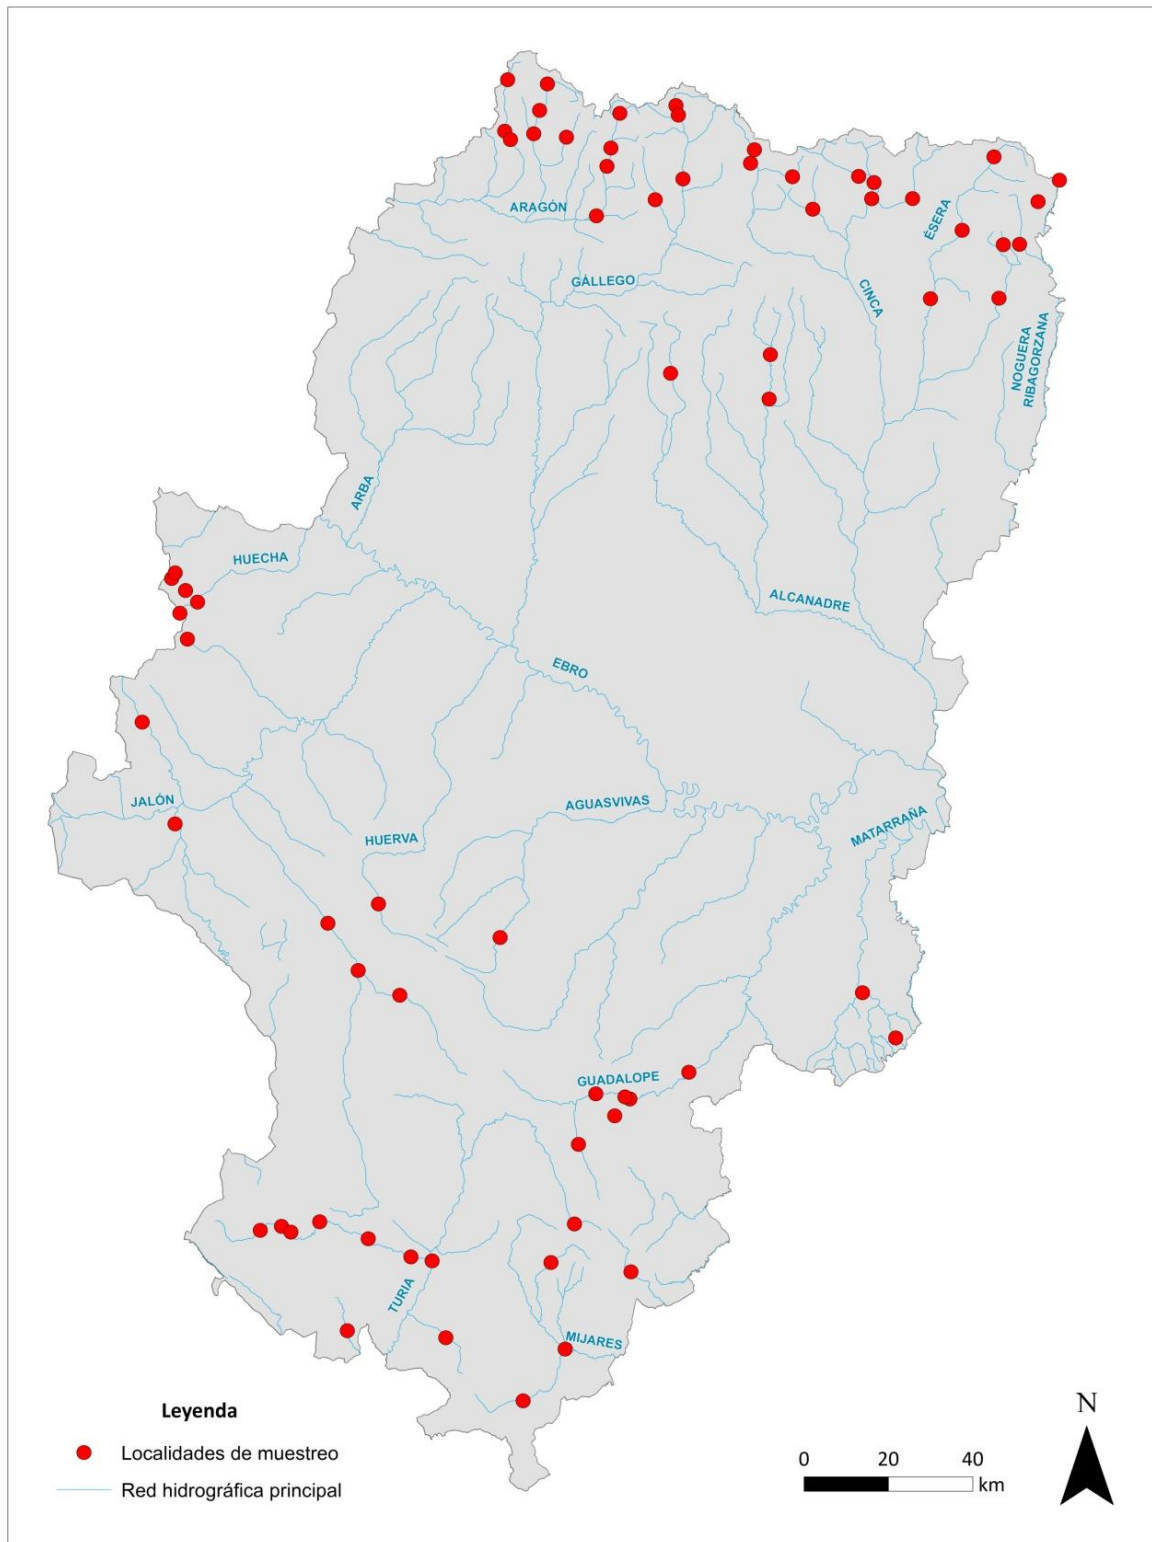 ARAGÓN
ÉSERA
GÁLLEGO
CINCA
NOGUERA
RIBAGORZANA
ARBA
HUECHA
ALCANADRE
EBRO
JALÓN
AGUASVIVAS
MATARRAÑA
HUERVA
GUADALOPE
TURIA
MIJARES
Leyenda
Localidades de muestreo
Red hidrográfica principal
0 20 40
km
N